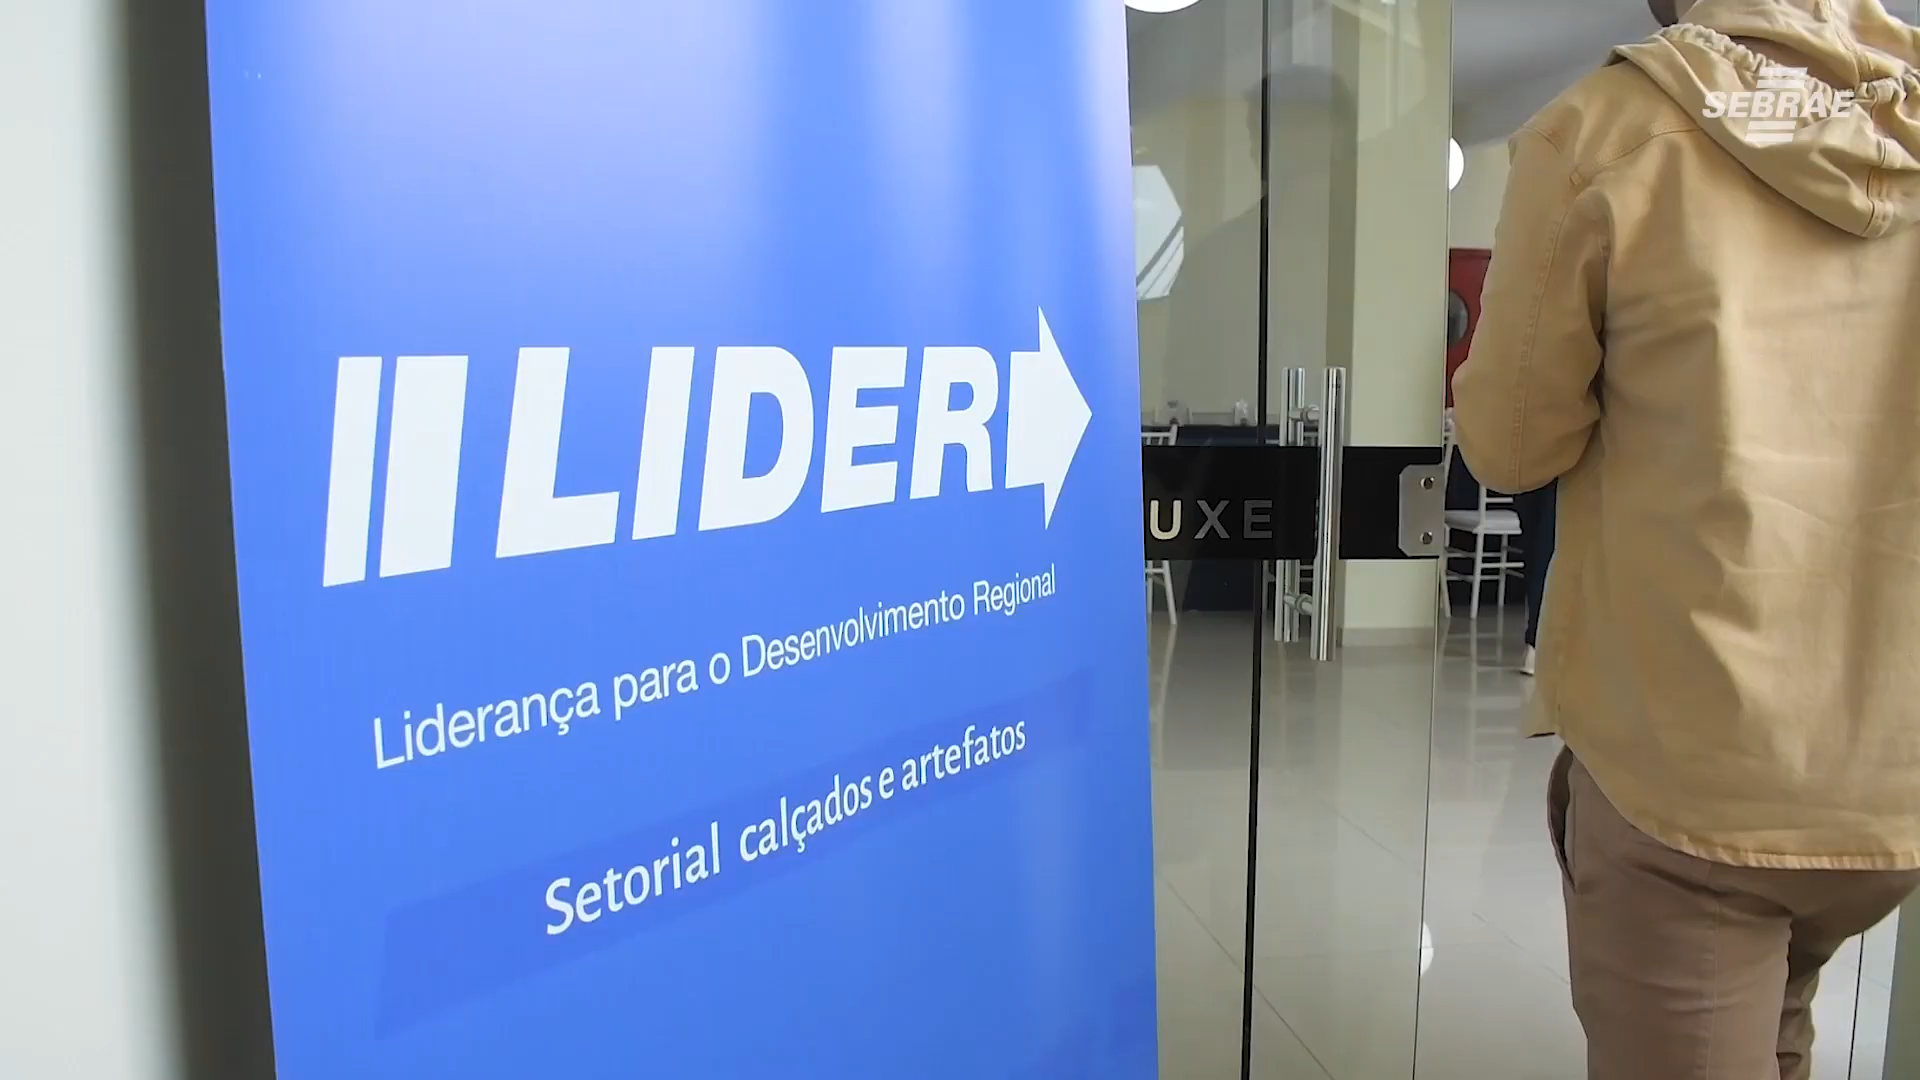 SEBRAE
LIDER
UXE
Liderança para o Desenvolvimento Regional
Setorial calçados e artefatos